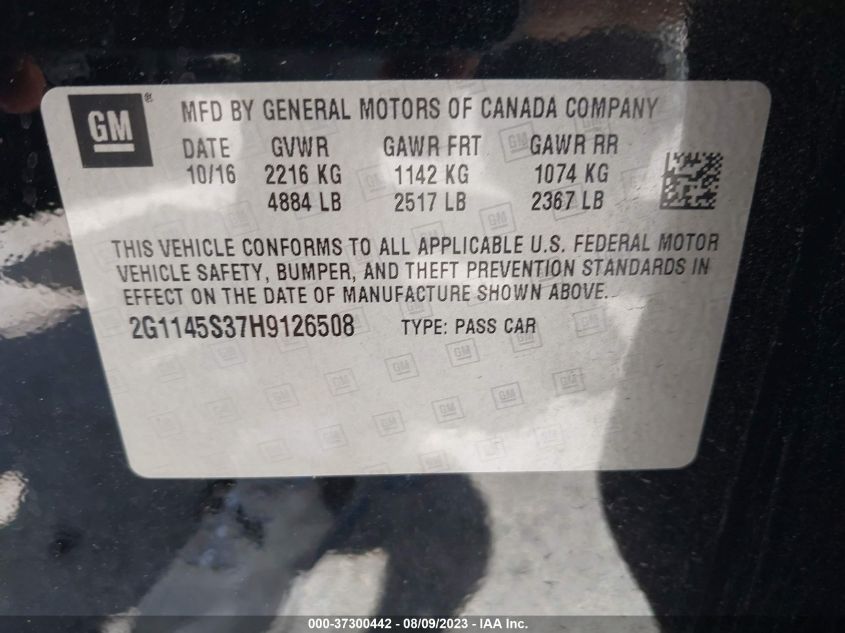 GM ®
MFD BY GENERAL MOTORS OF CANADA COMPANY
DATE GVWR GAWR FRT GAWR RR
10/16 2216 KG 1142 KG 1074 KG
4884 LB 2517 LB 2367 LB
THIS VEHICLE CONFORMS TO ALL APPLICABLE U.S. FEDERAL MOTOR
VEHICLE SAFETY, BUMPER, AND THEFT PREVENTION STANDARDS IN
EFFECT ON THE DATE OF MANUFACTURE SHOWN ABOVE.
2G1145S37H9126508 TYPE: PASS CAR
000-37300442 - 08/09/2023 - IAA Inc.